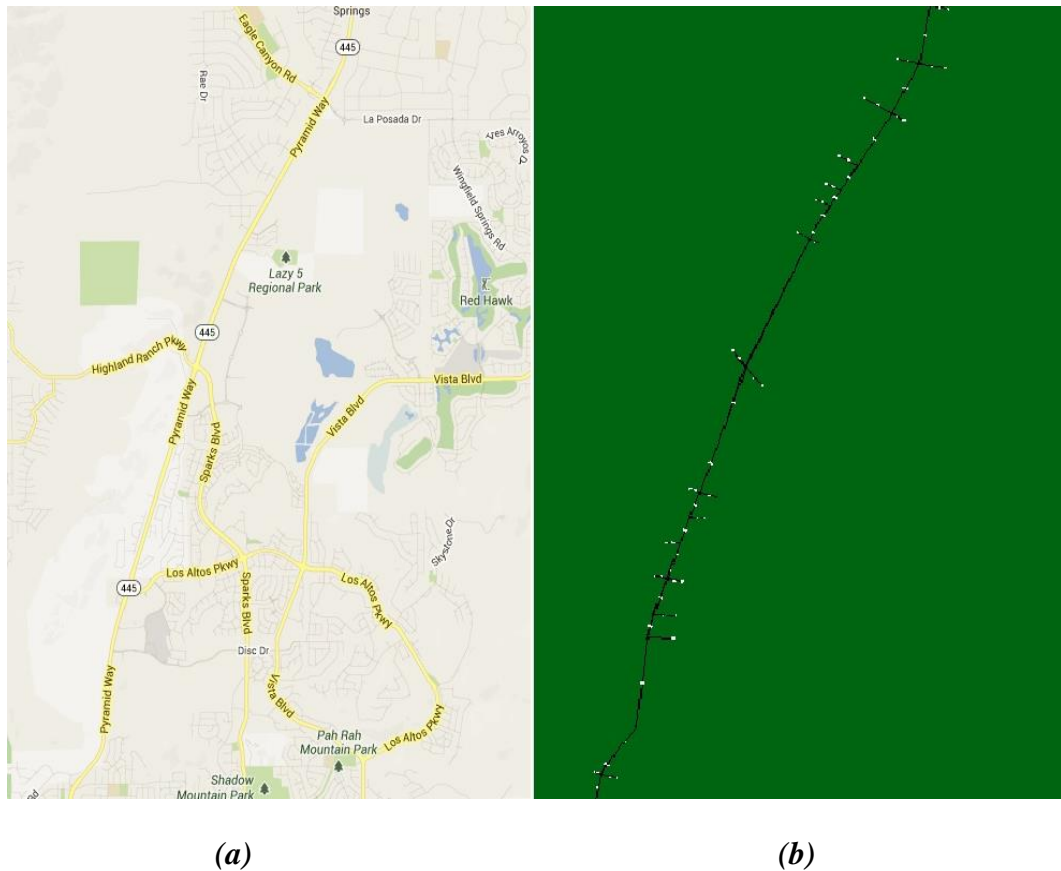 Springs
445
Eagle Canyon Rd
Rae Dr
La Posada Dr
Pyramid Way
Wingfield Springs Rd
Lazy 5
Regional Park
Red Hawk
445
Highland Ranch Pkwy
Vista Blvd
Pyramid Way
Vista Blvd
Sparks Blvd
Skystone Dr
Los Altos Pkwy
445
Los Altos Pkwy
Sparks Blvd
Disc Dr
Pyramid Way
Vista Blvd
Los Altos Pkwy
Pah Rah
Mountain Park
Shadow
Mountain Park
(a)
(b)